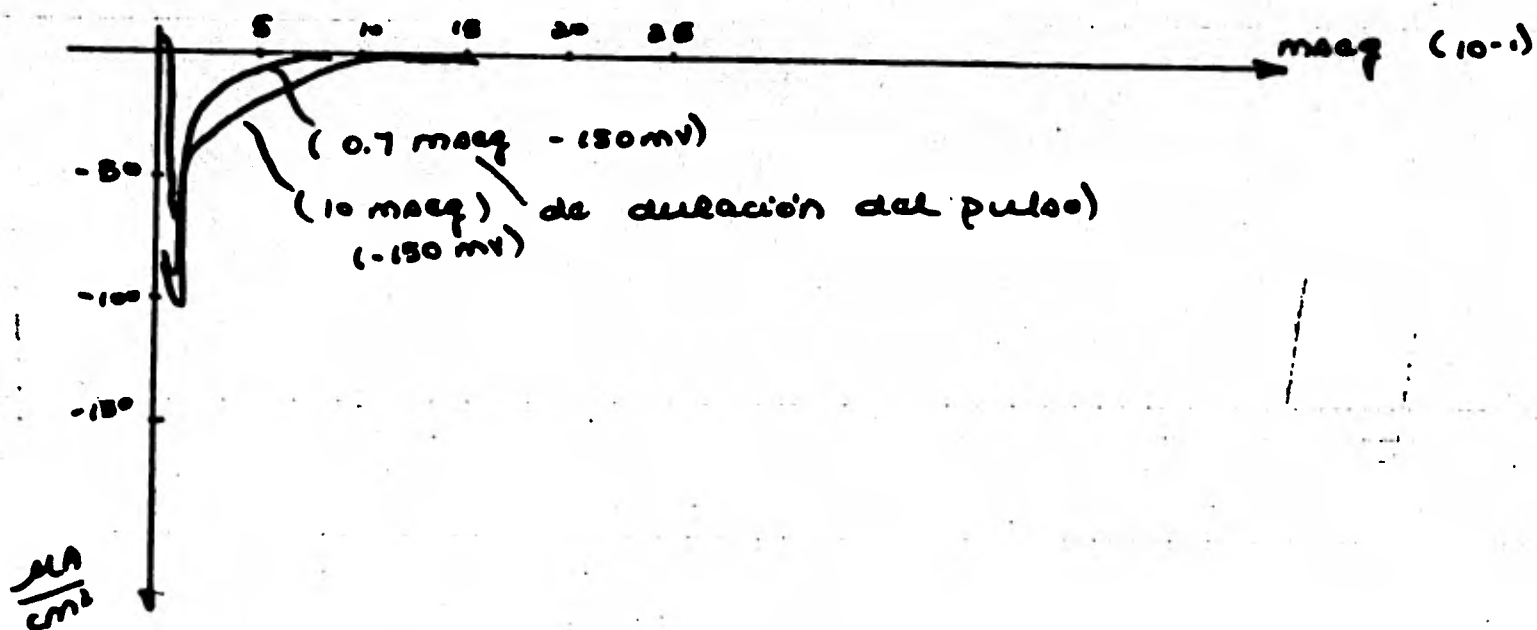 5 10 15 20 25
mseg (10-1)
(0.7 mseg -150mV)
-50
(10 mseg) de duración del pulso)
(-150 mV)
-100
-150
μA
cm²